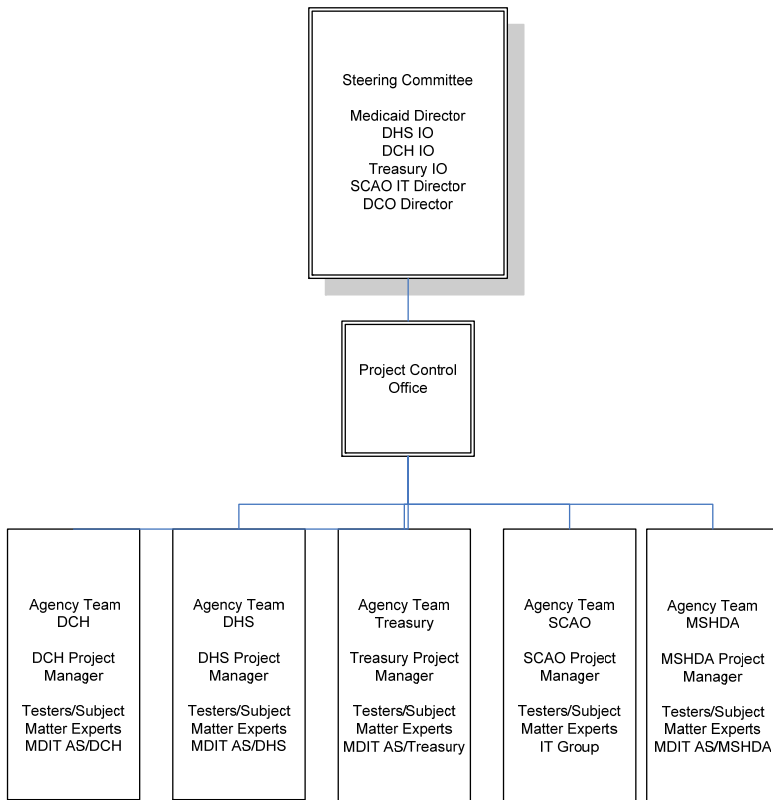 Steering Committee
Medicaid Director
DHS IO
DCH IO
Treasury IO
SCAO IT Director
DCO Director
Project Control
Office
Agency Team
DCH
DCH Project
Manager
Testers/Subject
Matter Experts
MDIT AS/DCH
Agency Team
DHS
DHS Project
Manager
Testers/Subject
Matter Experts
MDIT AS/DHS
Agency Team
Treasury
Treasury Project
Manager
Testers/Subject
Matter Experts
MDIT AS/Treasury
Agency Team
SCAO
SCAO Project
Manager
Testers/Subject
Matter Experts
IT Group
Agency Team
MSHDA
MSHDA Project
Manager
Testers/Subject
Matter Experts
MDIT AS/MSHDA